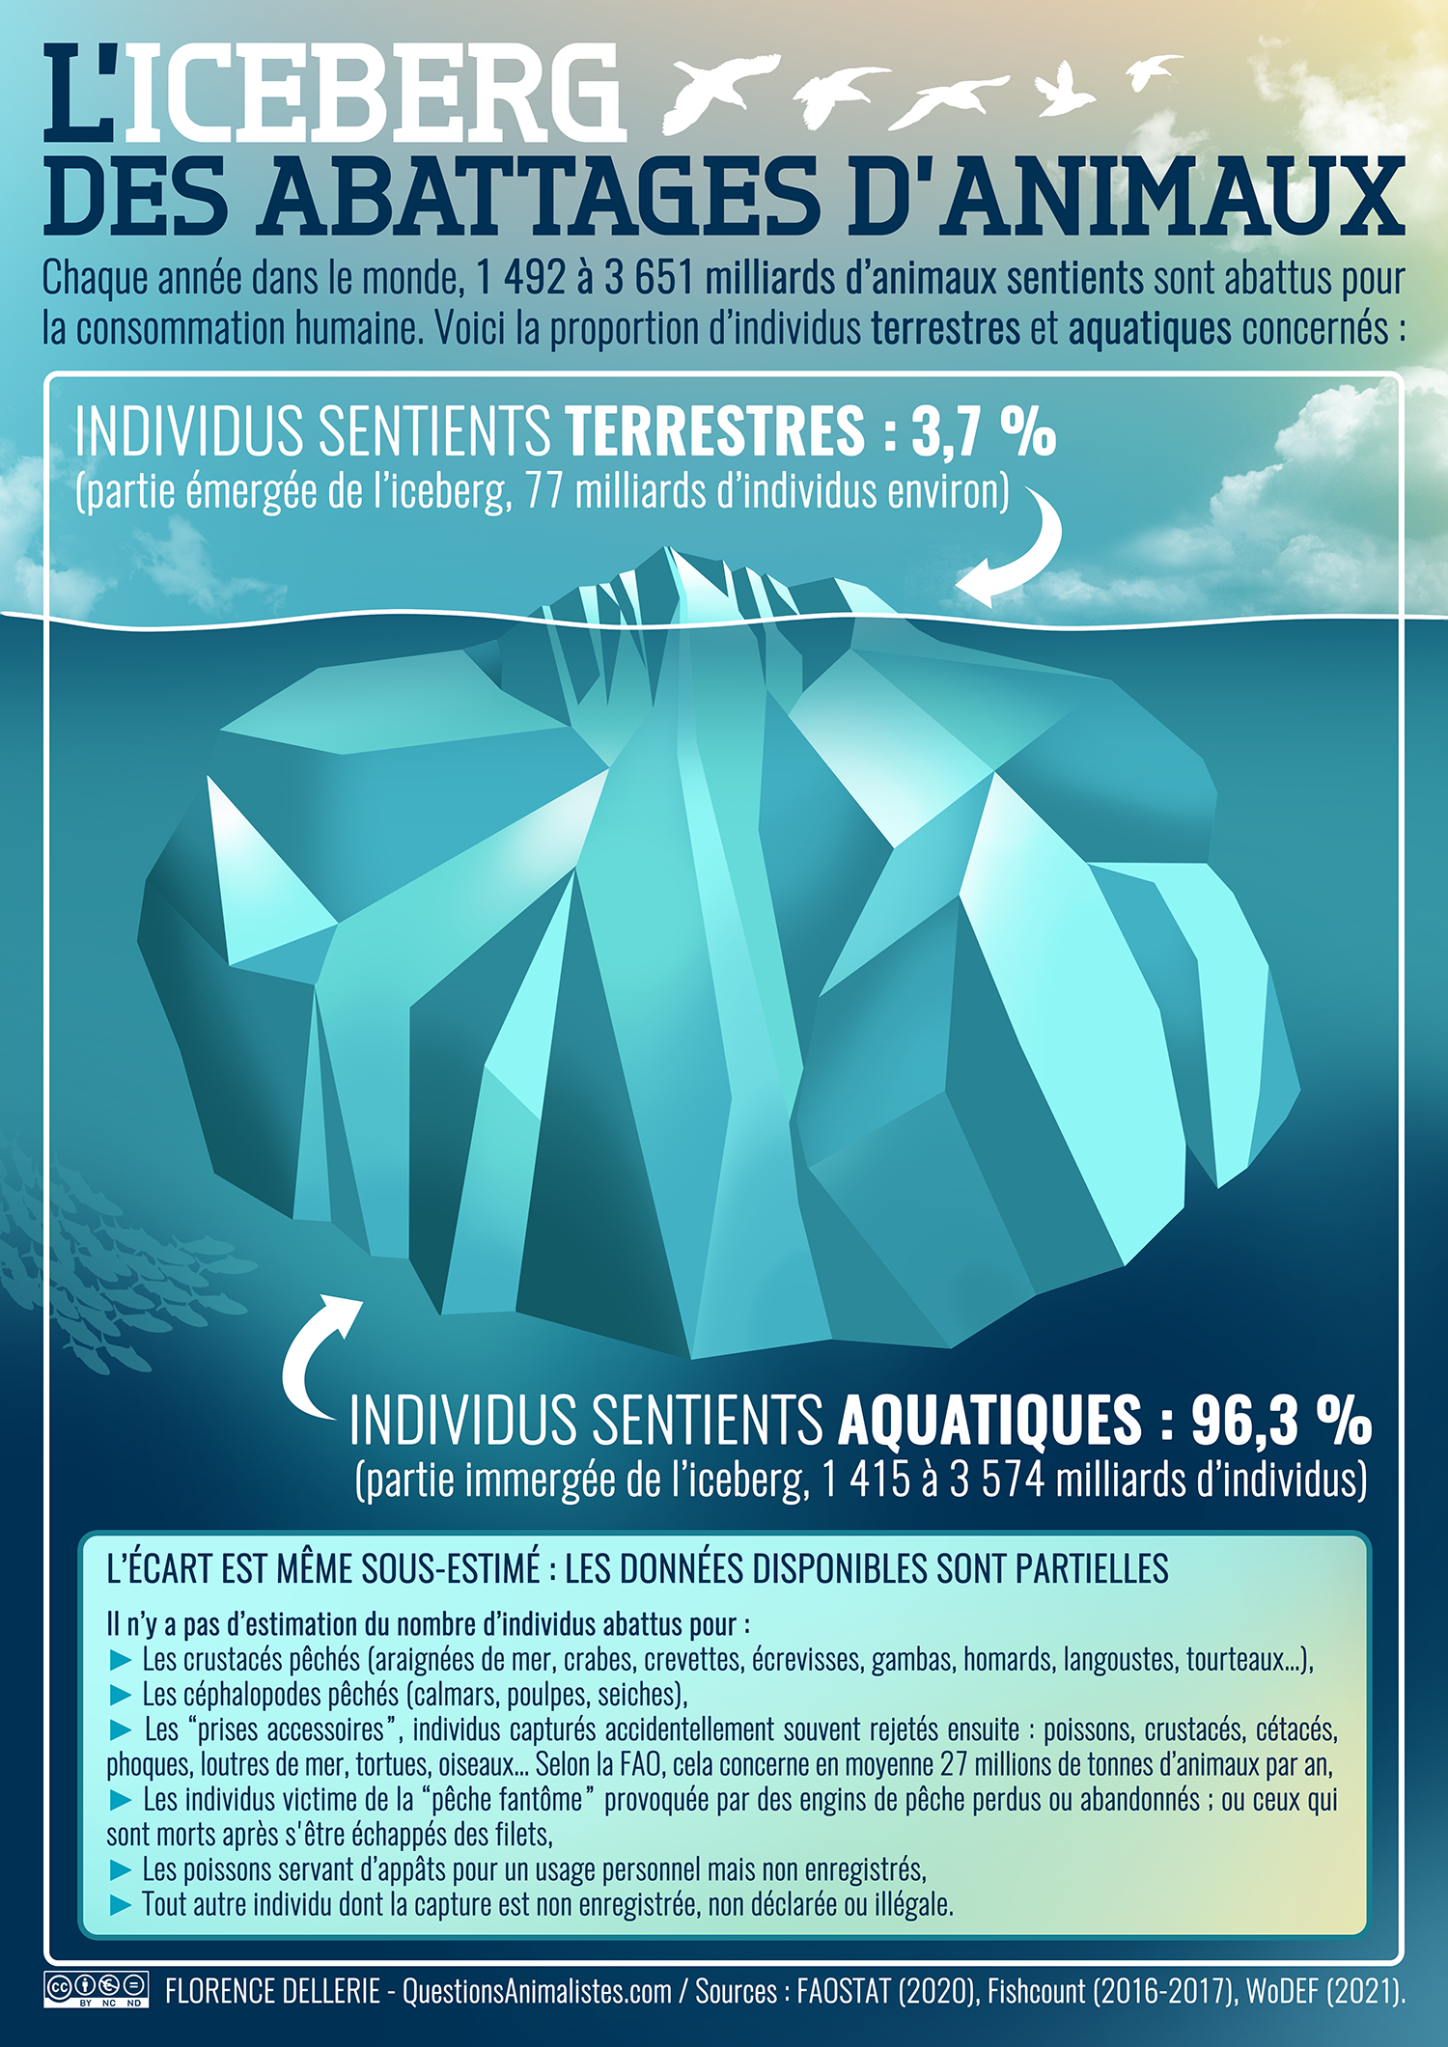 L'ICEBERG
DES ABATTAGES D'ANIMAUX
Chaque année dans le monde, 1 492 à 3 651 milliards d'animaux sentients sont abattus pour
la consommation humaine. Voici la proportion d'individus terrestres et aquatiques concernés :
INDIVIDUS SENTIENTS TERRESTRES : 3,7 %
(partie émergée de l'iceberg, 77 milliards d'individus environ)
INDIVIDUS SENTIENTS AQUATIQUES : 96,3 %
(partie immergée de l'iceberg, 1 415 à 3 574 milliards d'individus)
L'ÉCART EST MÊME SOUS-ESTIMÉ : LES DONNÉES DISPONIBLES SONT PARTIELLES
Il n'y a pas d'estimation du nombre d'individus abattus pour :
► Les crustacés pêchés (araignées de mer, crabes, crevettes, écrevisses, gambas, homards, langoustes, tourteaux...),
► Les céphalopodes pêchés (calmars, poulpes, seiches),
► Les “prises accessoires”, individus capturés accidentellement souvent rejetés ensuite : poissons, crustacés, cétacés,
phoques, loutres de mer, tortues, oiseaux... Selon la FAO, cela concerne en moyenne 27 millions de tonnes d'animaux par an,
► Les individus victime de la “pêche fantôme” provoquée par des engins de pêche perdus ou abandonnés ; ou ceux qui
sont morts après s'être échappés des filets,
► Les poissons servant d'appâts pour un usage personnel mais non enregistrés,
► Tout autre individu dont la capture est non enregistrée, non déclarée ou illégale.
cc BY NC ND FLORENCE DELLERIE - QuestionsAnimalistes.com / Sources : FAOSTAT (2020), Fishcount (2016-2017), WoDEF (2021).